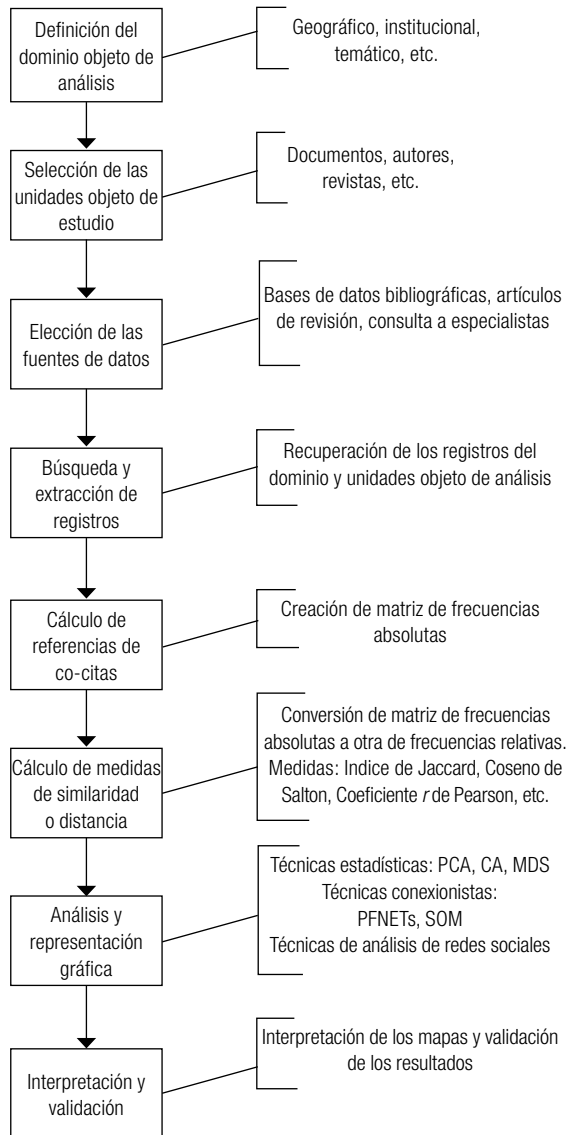 Definición del
dominio objeto de
análisis
Geográfico, institucional,
temático, etc.
Selección de las
unidades objeto de
estudio
Documentos, autores,
revistas, etc.
Elección de las
fuentes de datos
Bases de datos bibliográficas, artículos
de revisión, consulta a especialistas
Búsqueda y
extracción de
registros
Recuperación de los registros del
dominio y unidades objeto de análisis
Cálculo de
referencias de
co-citas
Creación de matriz de frecuencias
absolutas
Cálculo de medidas
de similaridad
o distancia
Conversión de matriz de frecuencias
absolutas a otra de frecuencias relativas.
Medidas: Indice de Jaccard, Coseno de
Salton, Coeficiente r de Pearson, etc.
Análisis y
representación
gráfica
Técnicas estadísticas: PCA, CA, MDS
Técnicas conexionistas:
PFNETs, SOM
Técnicas de análisis de redes sociales
Interpretación y
validación
Interpretación de los mapas y validación
de los resultados